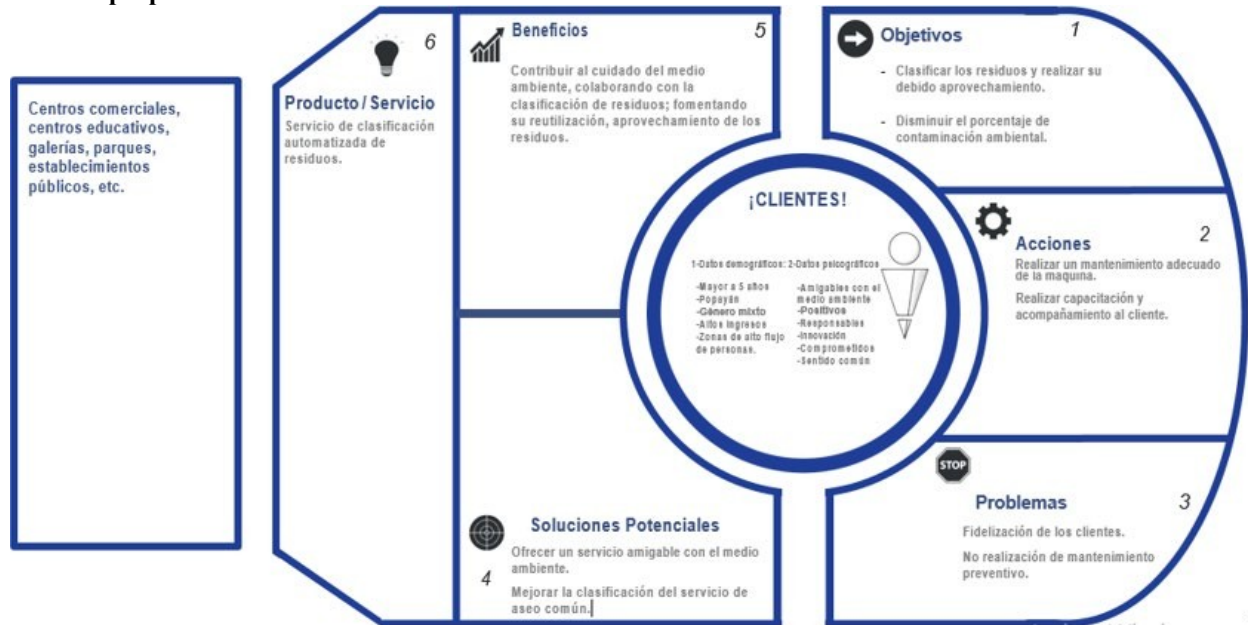 Centros comerciales,
centros educativos,
galerías, parques,
establecimientos
públicos, etc.
6
Producto / Servicio
Servicio de clasificación
automatizada de
residuos.
Beneficios
5
Contribuir al cuidado del medio
ambiente, colaborando con la
clasificación de residuos; fomentando
su reutilización, aprovechamiento de los
residuos.
1
Objetivos
- Clasificar los residuos y realizar su
debido aprovechamiento.
- Disminuir el porcentaje de
contaminación ambiental.
¡CLIENTES!
1-Datos demográficos: 2-Datos psicográficos
-Mayor a 5 años
-Popayán
-Género mixto
-Altos ingresos
-Zonas de alto flujo
de personas.
-Amigables con el
medio ambiente
-Positivos
-Responsables
-Innovación
-Comprometidos
-Sentido común
2
Acciones
Realizar un mantenimiento adecuado
de la maquina.
Realizar capacitación y
acompañamiento al cliente.
STOP
Problemas
3
Fidelización de los clientes.
No realización de mantenimiento
preventivo.
Soluciones Potenciales
4
Ofrecer un servicio amigable con el medio
ambiente.
Mejorar la clasificación del servicio de
aseo común.